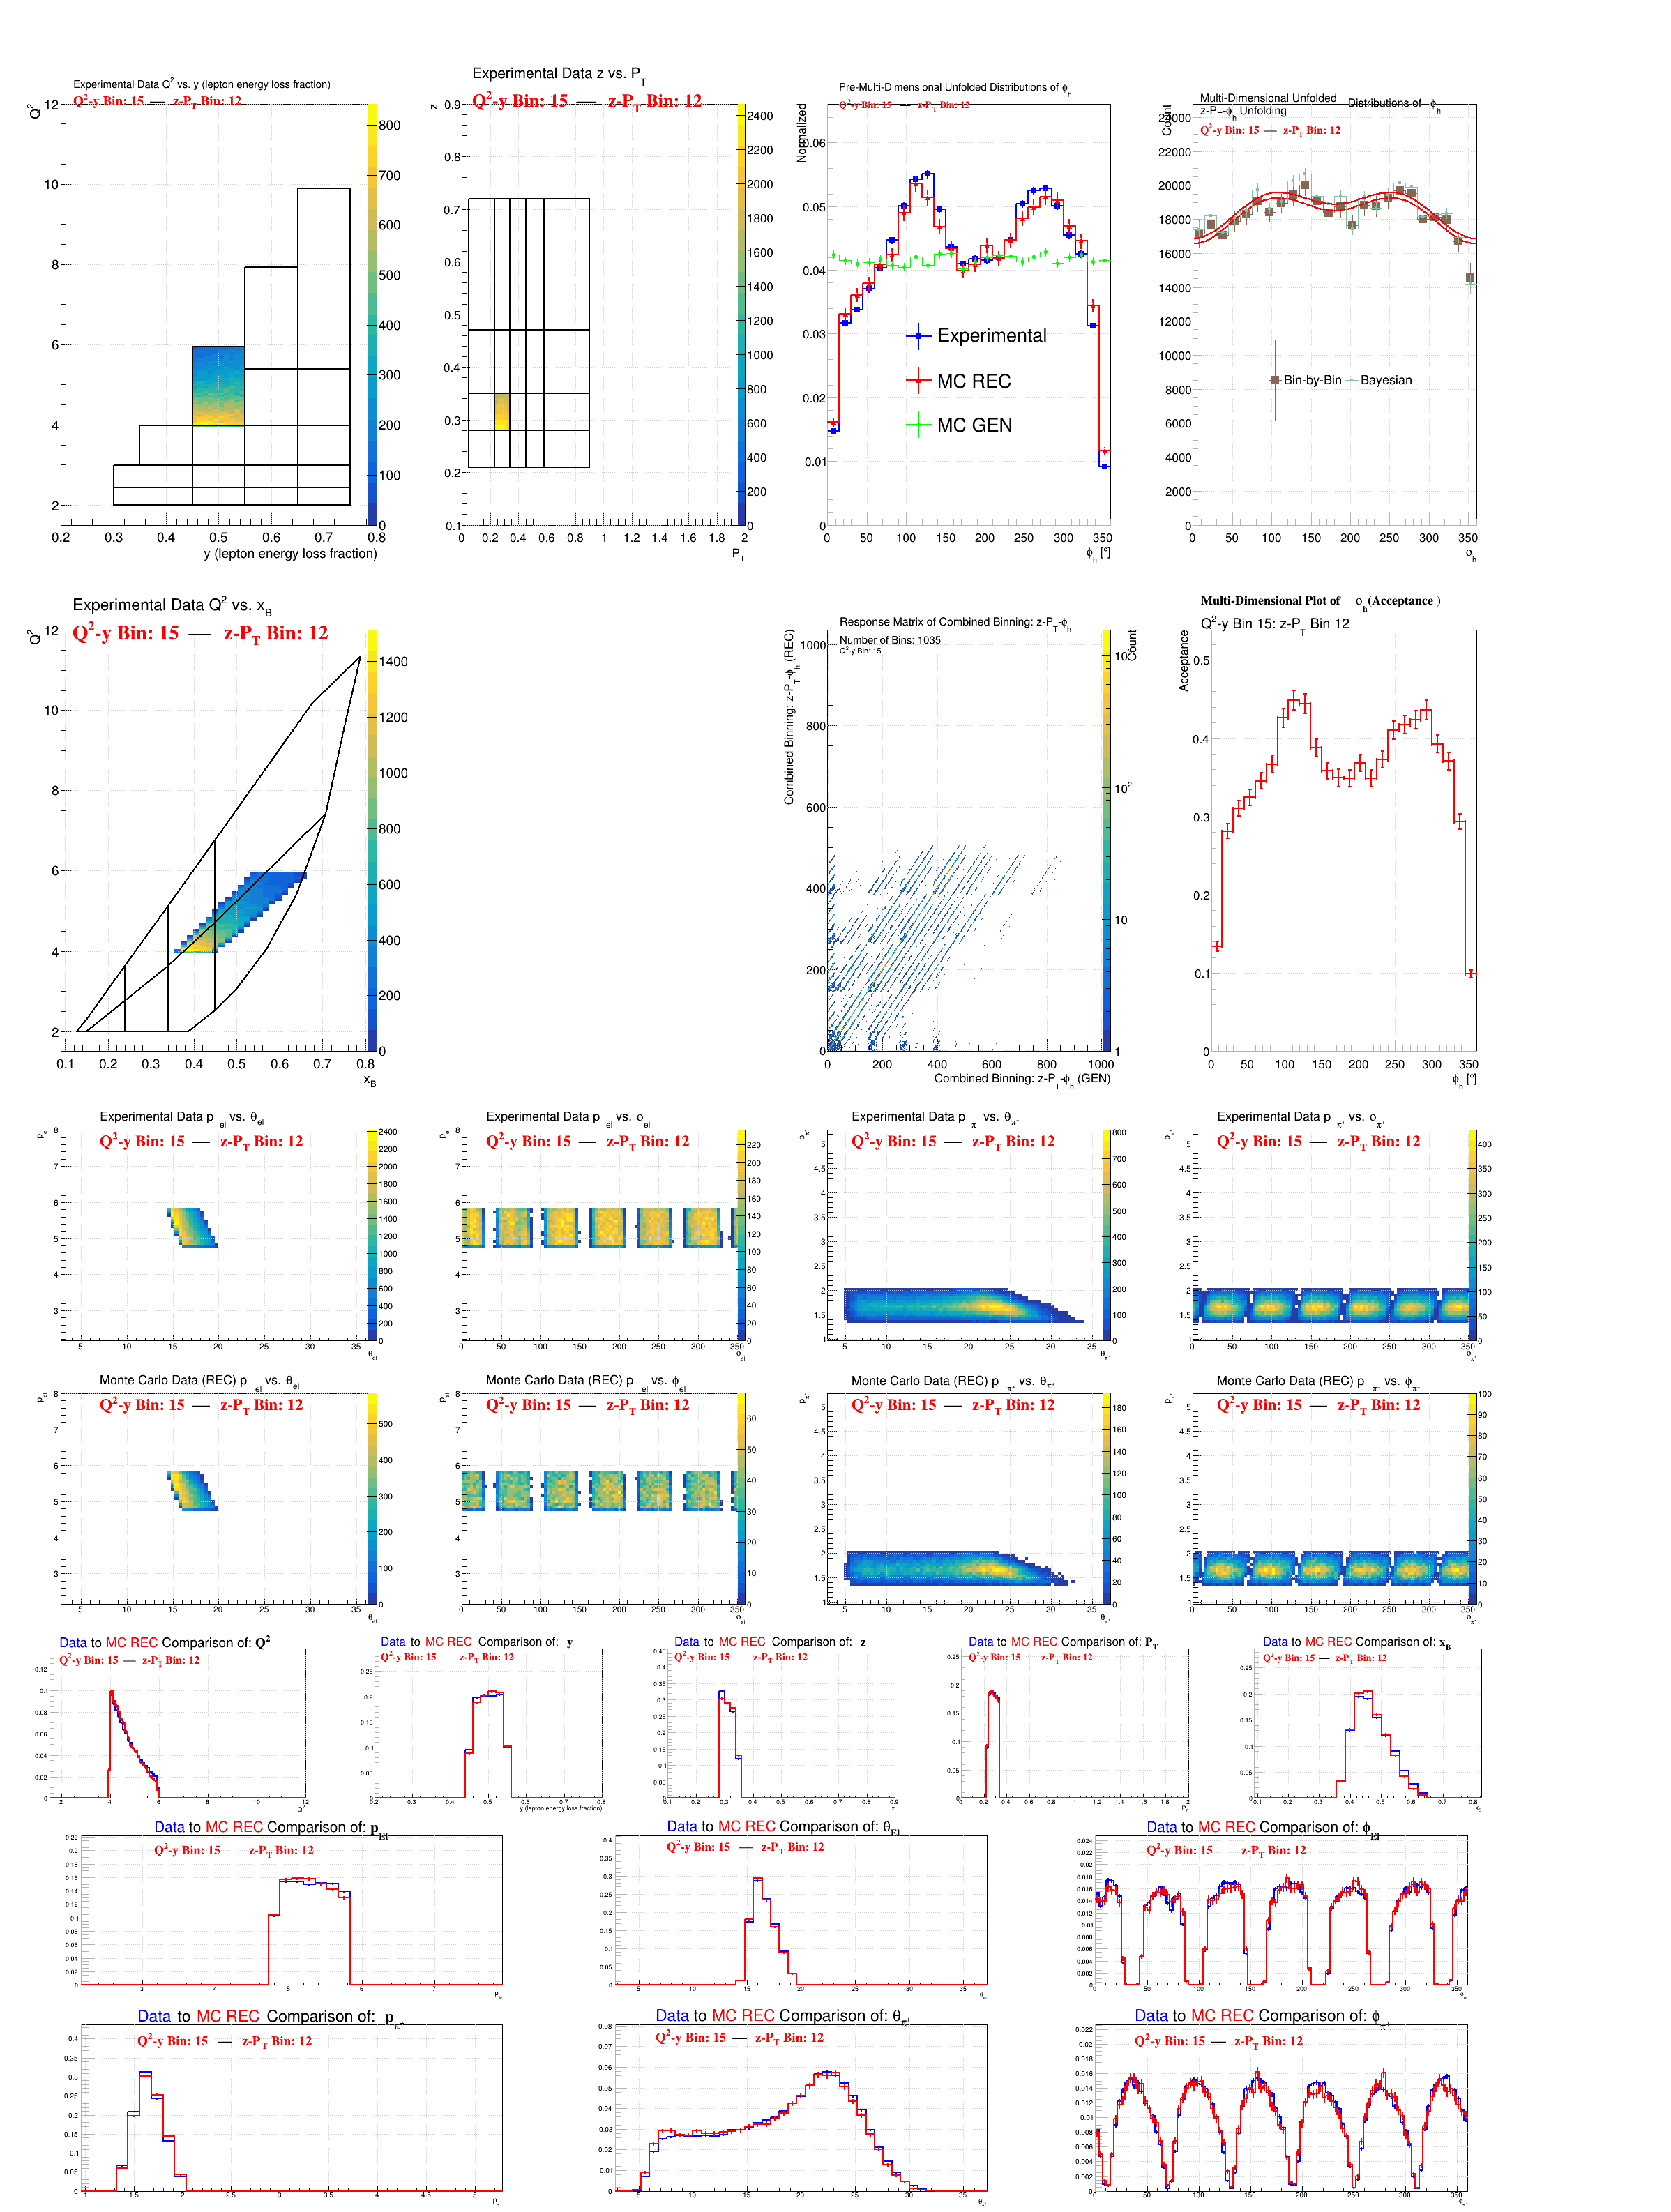 Experimental Data Q² vs. y (lepton energy loss fraction)
Q²-y Bin: 15 — z-P_T Bin: 12
Q²
y (lepton energy loss fraction)
Experimental Data z vs. P_T
Q²-y Bin: 15 — z-P_T Bin: 12
z
P_T
Pre-Multi-Dimensional Unfolded Distributions of ϕ_h
Q²-y Bin: 15 — z-P_T Bin: 12
Normalized
Experimental
MC REC
MC GEN
ϕ_h [°]
Multi-Dimensional Unfolded Distributions of ϕ_h
z-P_T-ϕ_h Unfolding
Q²-y Bin: 15 — z-P_T Bin: 12
Count
Bin-by-Bin
Bayesian
ϕ_h
Experimental Data Q² vs. x_B
Q²-y Bin: 15 — z-P_T Bin: 12
Q²
x_B
Response Matrix of Combined Binning: z-P_T-ϕ_h
Number of Bins: 1035
Q²-y Bin: 15
Combined Binning: z-P_T-ϕ_h (REC)
Count
Combined Binning: z-P_T-ϕ_h (GEN)
Multi-Dimensional Plot of ϕ_h (Acceptance )
Q²-y Bin 15: z-P_T Bin 12
Acceptance
ϕ_h [°]
Experimental Data p_el vs. θ_el
Q²-y Bin: 15 — z-P_T Bin: 12
Experimental Data p_el vs. ϕ_el
Q²-y Bin: 15 — z-P_T Bin: 12
Experimental Data p_π⁺ vs. θ_π⁺
Q²-y Bin: 15 — z-P_T Bin: 12
Experimental Data p_π⁺ vs. ϕ_π⁺
Q²-y Bin: 15 — z-P_T Bin: 12
Monte Carlo Data (REC) p_el vs. θ_el
Q²-y Bin: 15 — z-P_T Bin: 12
Monte Carlo Data (REC) p_el vs. ϕ_el
Q²-y Bin: 15 — z-P_T Bin: 12
Monte Carlo Data (REC) p_π⁺ vs. θ_π⁺
Q²-y Bin: 15 — z-P_T Bin: 12
Monte Carlo Data (REC) p_π⁺ vs. ϕ_π⁺
Q²-y Bin: 15 — z-P_T Bin: 12
Data to MC REC Comparison of: Q²
Q²-y Bin: 15 — z-P_T Bin: 12
Q²
Data to MC REC Comparison of: y
Q²-y Bin: 15 — z-P_T Bin: 12
y (lepton energy loss fraction)
Data to MC REC Comparison of: z
Q²-y Bin: 15 — z-P_T Bin: 12
z
Data to MC REC Comparison of: P_T
Q²-y Bin: 15 — z-P_T Bin: 12
P_T
Data to MC REC Comparison of: x_B
Q²-y Bin: 15 — z-P_T Bin: 12
x_B
Data to MC REC Comparison of: p_El
Q²-y Bin: 15 — z-P_T Bin: 12
Data to MC REC Comparison of: θ_El
Q²-y Bin: 15 — z-P_T Bin: 12
Data to MC REC Comparison of: ϕ_El
Q²-y Bin: 15 — z-P_T Bin: 12
Data to MC REC Comparison of: p_π⁺
Q²-y Bin: 15 — z-P_T Bin: 12
Data to MC REC Comparison of: θ_π⁺
Q²-y Bin: 15 — z-P_T Bin: 12
Data to MC REC Comparison of: ϕ_π⁺
Q²-y Bin: 15 — z-P_T Bin: 12